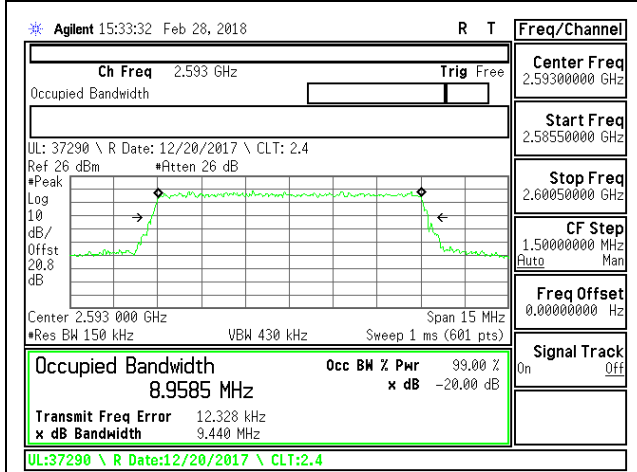 Agilent 15:33:32 Feb 28, 2018 R T
Freq/Channel
Ch Freq 2.593 GHz Trig Free
Occupied Bandwidth
Center Freq
2.59300000 GHz
Start Freq
2.58550000 GHz
Stop Freq
2.60050000 GHz
CF Step
1.50000000 MHz
Auto Man
Freq Offset
0.00000000 Hz
Signal Track
On Off
UL: 37290 \ R Date: 12/20/2017 \ CLT: 2.4
Ref 26 dBm #Atten 26 dB
#Peak
Log
10
dB/
Offst
20.8
dB
Center 2.593 000 GHz Span 15 MHz
#Res BW 150 kHz VBW 430 kHz Sweep 1 ms (601 pts)
Occupied Bandwidth Occ BW % Pwr 99.00 %
8.9585 MHz x dB -20.00 dB
Transmit Freq Error 12.328 kHz
x dB Bandwidth 9.440 MHz
UL:37290 \ R Date:12/20/2017 \ CLT:2.4